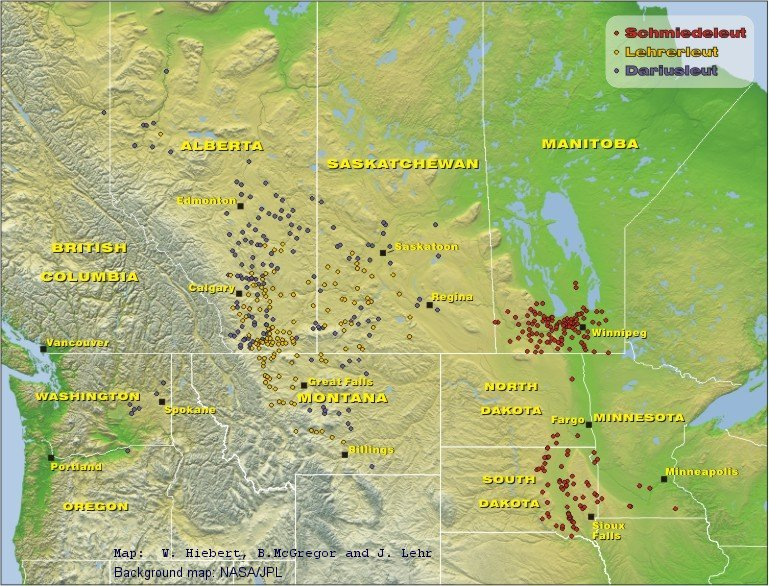 Schmiedeleut
Lehrerleut
Dariusleut
ALBERTA
MANITOBA
SASKATCHEWAN
Edmonton
BRITISH
COLUMBIA
Saskatoon
Calgary
Regina
Winnipeg
Vancouver
Great Falls
NORTH
DAKOTA
WASHINGTON
MONTANA
Spokane
Fargo
MINNESOTA
Billings
Portland
Minneapolis
SOUTH
DAKOTA
OREGON
Sioux
Falls
Map: W. Hiebert, B.McGregor and J. Lehr
Background map: NASA/JPL